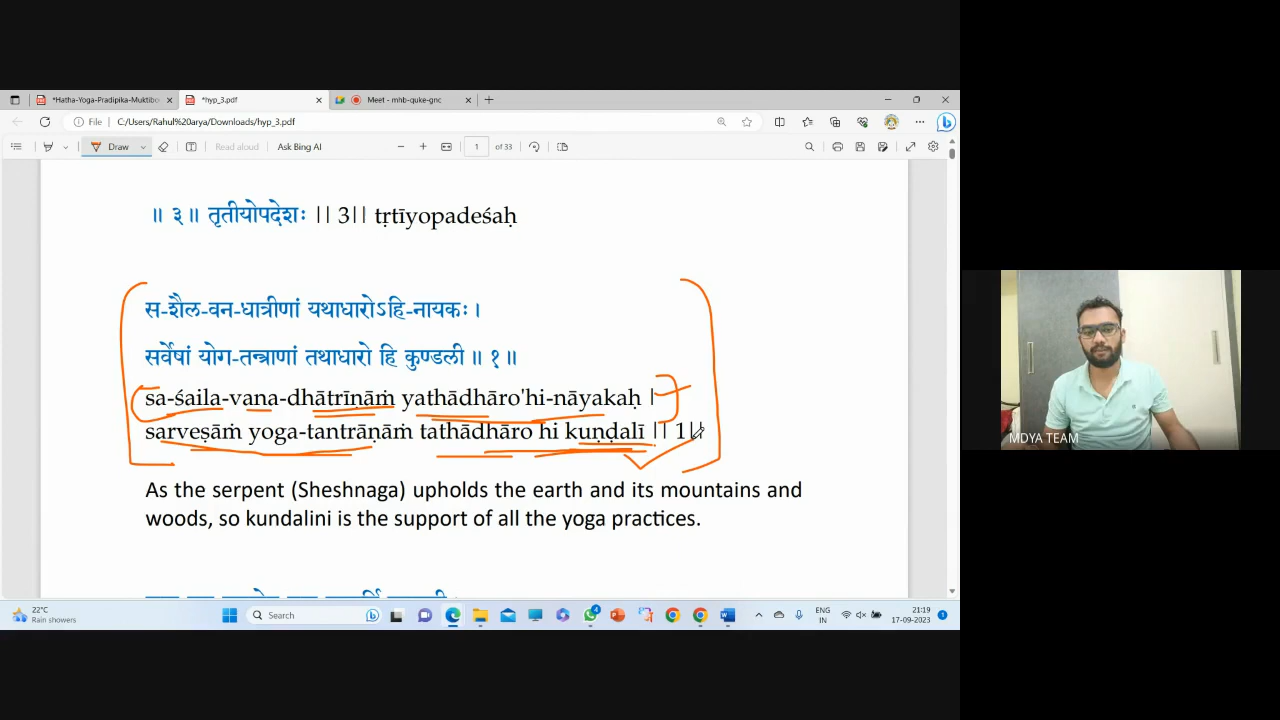 *Hatha-Yoga-Pradipika-Muktibo
*hyp_3.pdf
Meet - mhb-quke-gnc
File
C:/Users/Rahul%20arya/Downloads/hyp_3.pdf
Draw
Read aloud
Ask Bing AI
1 of 33
॥ ३॥ तृतीयोपदेशः || 3|| tṛtīyopadeśaḥ
स-शैल-वन-धात्रीणां यथाधारोऽहि-नायकः।
सर्वेषां योग-तन्त्राणां तथाधारो हि कुण्डली॥ १॥
sa-śaila-vana-dhātrīṇāṁ yathādhāro'hi-nāyakaḥ |
sarveṣāṁ yoga-tantrāṇāṁ tathādhāro hi kuṇḍalī || 1||
As the serpent (Sheshnaga) upholds the earth and its mountains and
woods, so kundalini is the support of all the yoga practices.
MDYA TEAM
22°C
Rain showers
Search
4
ENG
IN
21:19
17-09-2023
1